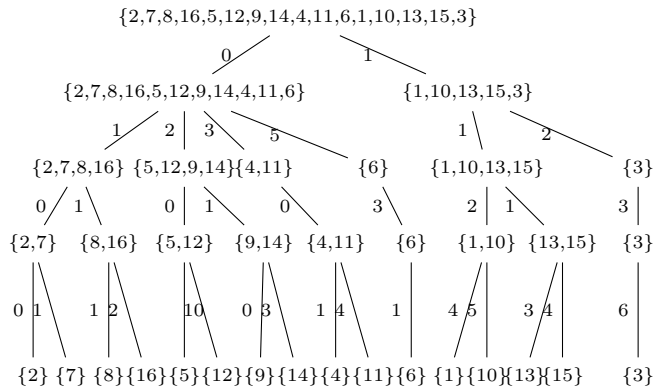 {2,7,8,16,5,12,9,14,4,11,6,1,10,13,15,3}
0 1
{2,7,8,16,5,12,9,14,4,11,6} {1,10,13,15,3}
1 2 3 5 1 2
{2,7,8,16} {5,12,9,14} {4,11} {6} {1,10,13,15} {3}
0 1 0 1 0 3 2 1 3
{2,7} {8,16} {5,12} {9,14} {4,11} {6} {1,10} {13,15} {3}
0 1 1 2 1 0 0 3 1 4 1 4 5 3 4 6
{2} {7} {8} {16} {5} {12} {9} {14} {4} {11} {6} {1} {10} {13} {15} {3}